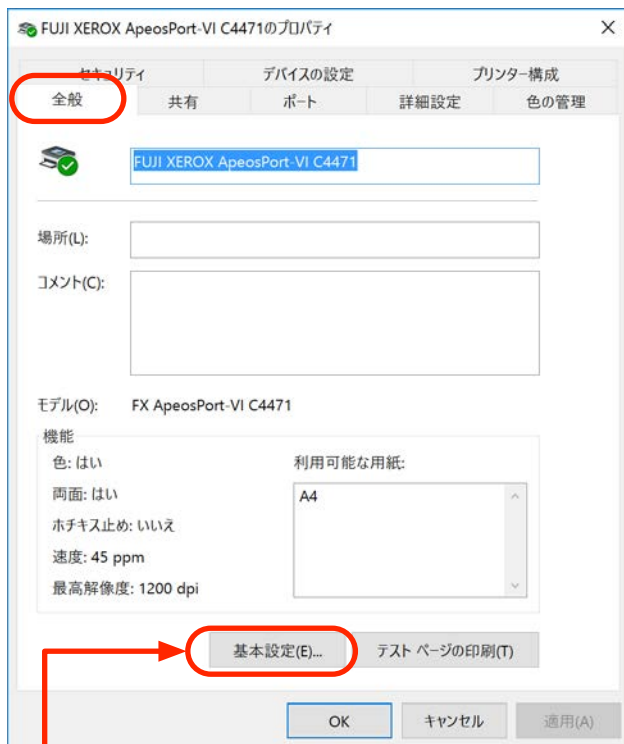 FUJI XEROX ApeosPort-VI C4471のプロパティ
セキュリティ デバイスの設定 プリンター構成
全般 共有 ポート 詳細設定 色の管理
FUJI XEROX ApeosPort-VI C4471
場所(L):
コメント(C):
モデル(O): FX ApeosPort-VI C4471
機能
色: はい 利用可能な用紙:
両面: はい A4
ホチキス止め: いいえ
速度: 45 ppm
最高解像度: 1200 dpi
基本設定(E)... テスト ページの印刷(T)
OK キャンセル 適用(A)